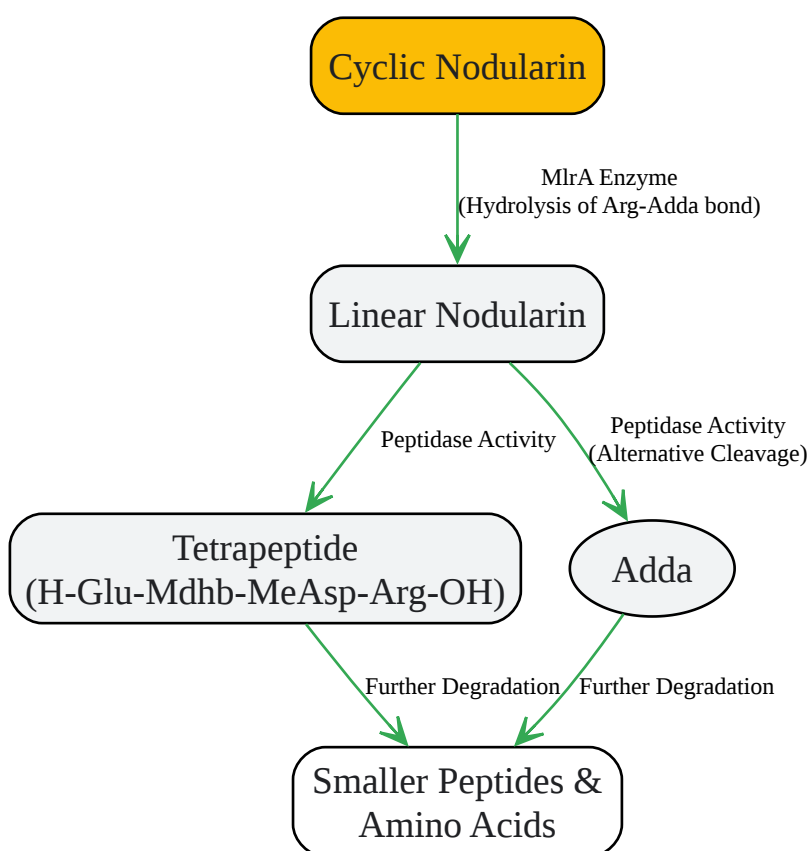 Cyclic Nodularin
MlrA Enzyme
(Hydrolysis of Arg-Adda bond)
Linear Nodularin
Peptidase Activity
Peptidase Activity
(Alternative Cleavage)
Tetrapeptide
(H-Glu-Mdhb-MeAsp-Arg-OH)
Adda
Further Degradation
Further Degradation
Smaller Peptides &
Amino Acids